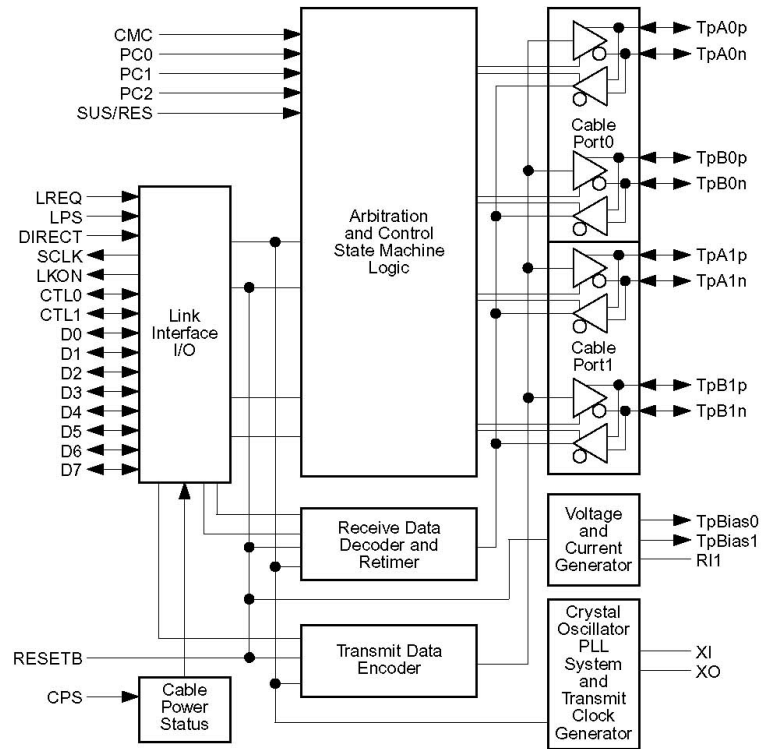 CMC
PC0
PC1
PC2
SUS/RES
LREQ
LPS
DIRECT
SCLK
LKON
CTL0
CTL1
D0
D1
D2
D3
D4
D5
D6
D7
RESETB
CPS
Link
Interface
I/O
Cable
Power
Status
Arbitration
and Control
State Machine
Logic
Receive Data
Decoder and
Retimer
Transmit Data
Encoder
Cable
Port0
Cable
Port1
Voltage
and
Current
Generator
Crystal
Oscillator
PLL
System
and
Transmit
Clock
Generator
TpA0p
TpA0n
TpB0p
TpB0n
TpA1p
TpA1n
TpB1p
TpB1n
TpBias0
TpBias1
RI1
XI
XO